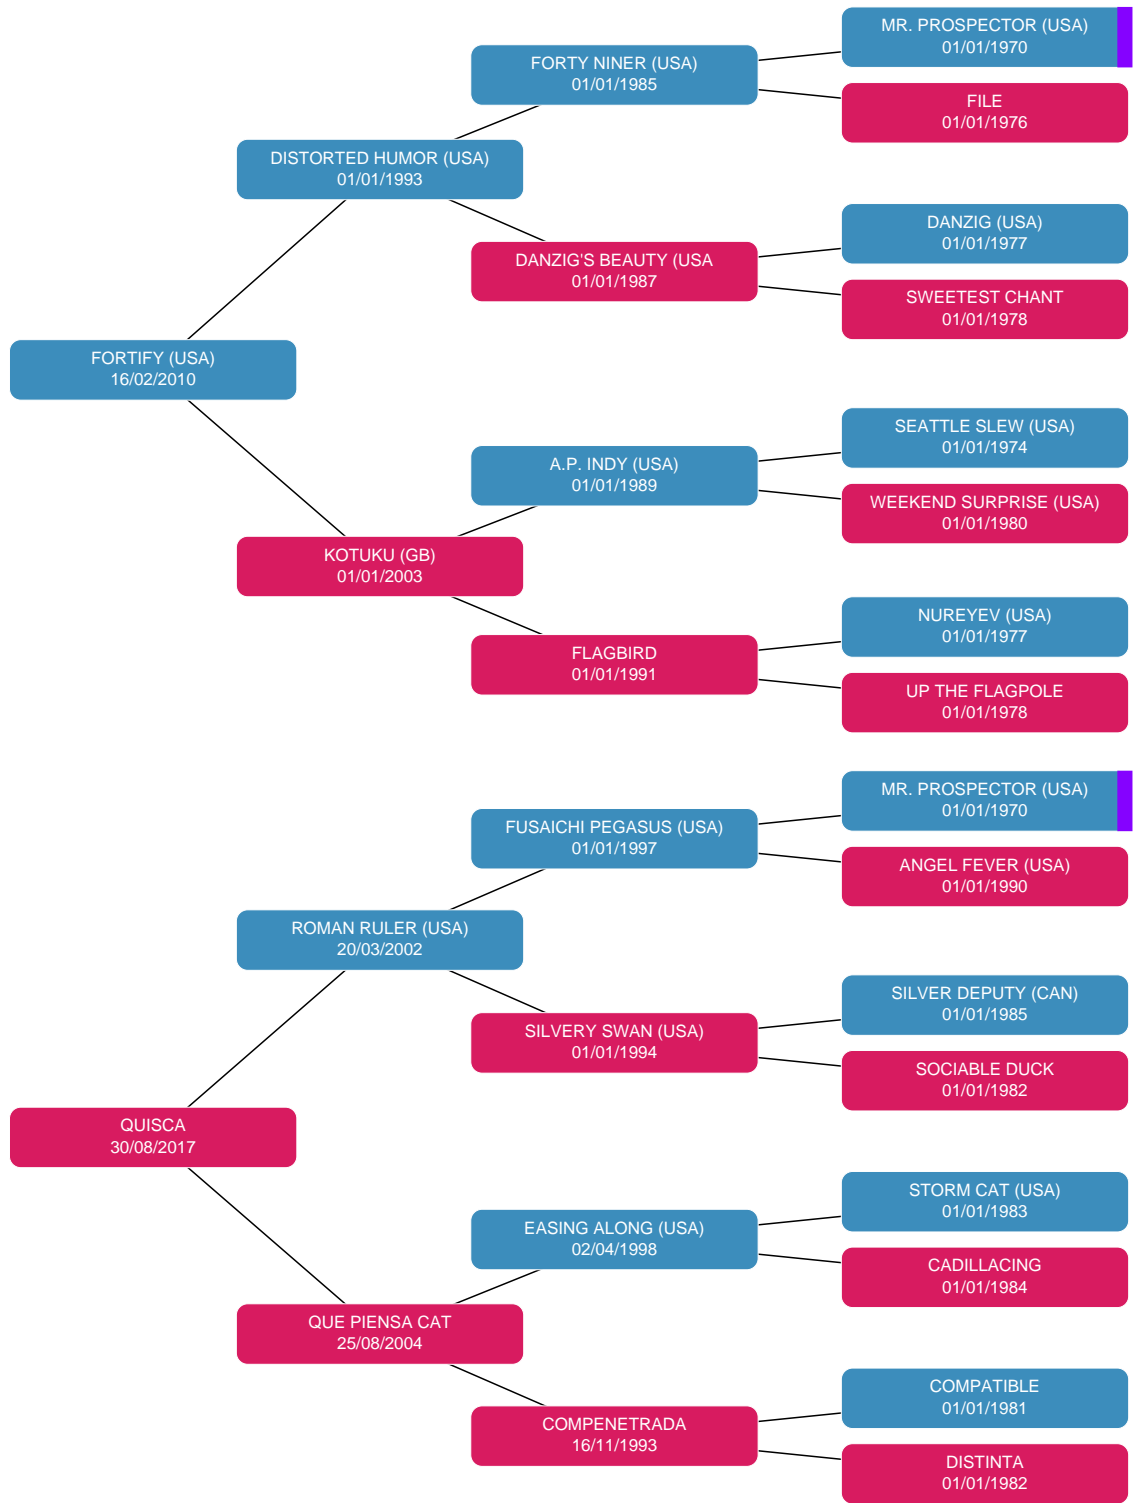 MR. PROSPECTOR (USA)
01/01/1970
FORTY NINER (USA)
01/01/1985
FILE
01/01/1976
DISTORTED HUMOR (USA)
01/01/1993
DANZIG (USA)
01/01/1977
DANZIG'S BEAUTY (USA
01/01/1987
SWEETEST CHANT
01/01/1978
FORTIFY (USA)
16/02/2010
SEATTLE SLEW (USA)
01/01/1974
A.P. INDY (USA)
01/01/1989
WEEKEND SURPRISE (USA)
01/01/1980
KOTUKU (GB)
01/01/2003
NUREYEV (USA)
01/01/1977
FLAGBIRD
01/01/1991
UP THE FLAGPOLE
01/01/1978
MR. PROSPECTOR (USA)
01/01/1970
FUSAICHI PEGASUS (USA)
01/01/1997
ANGEL FEVER (USA)
01/01/1990
ROMAN RULER (USA)
20/03/2002
SILVER DEPUTY (CAN)
01/01/1985
SILVERY SWAN (USA)
01/01/1994
SOCIABLE DUCK
01/01/1982
QUISCA
30/08/2017
STORM CAT (USA)
01/01/1983
EASING ALONG (USA)
02/04/1998
CADILLACING
01/01/1984
QUE PIENSA CAT
25/08/2004
COMPATIBLE
01/01/1981
COMPENETRADA
16/11/1993
DISTINTA
01/01/1982